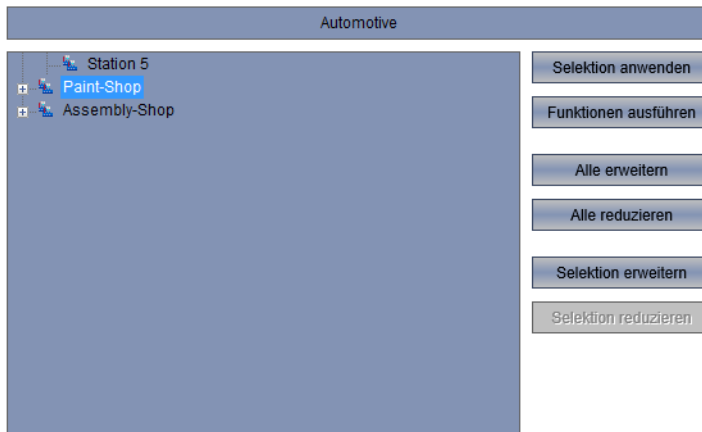 Automotive
Station 5
Paint-Shop
Assembly-Shop
Selektion anwenden
Funktionen ausführen
Alle erweitern
Alle reduzieren
Selektion erweitern
Selektion reduzieren